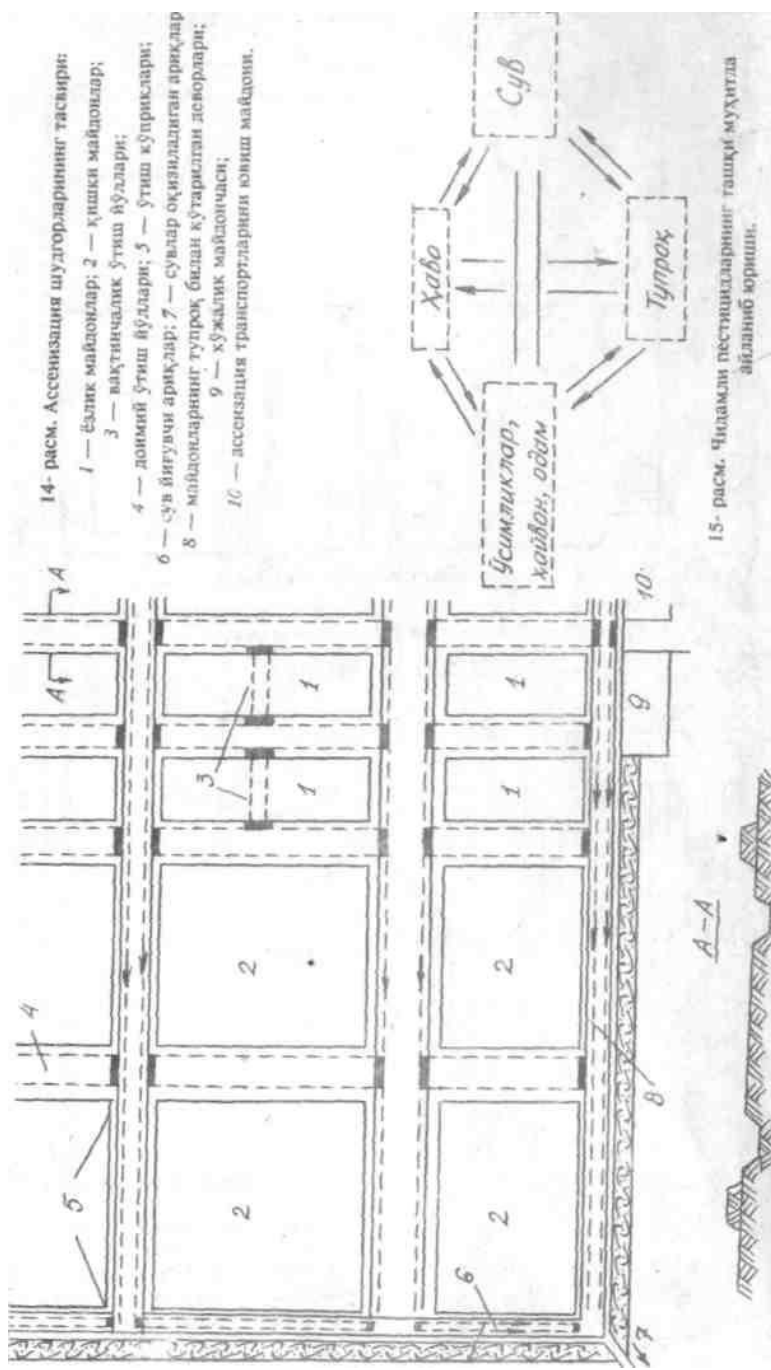 14- расм. Ассенизация шудгорларининг тасвири:
1 — ёзлик майдонлар; 2 — қишки майдонлар;
3 — вақтинчалик ўтиш йўллари;
4 — доимий ўтиш йўллари; 5 — ўтиш кўприклари;
6 — сув йиғувчи ариқлар; 7 — сувлар оқизиладиган ариқлар
8 — майдонларнинг тупроқ билан кўтарилган деворлари;
9 — хўжалик майдончаси;
10 — ассенизация транспортларини ювиш майдони.
А А
4
5
3
1 1
2 2
1 1
2 2
6
7
8
9
10
А—А
Ҳаво
Сув
Ўсимликлар,
ҳайвон, одам
Тупроқ
15- расм. Чидамли пестицидларнинг ташқи муҳитда
айланиб юриши.